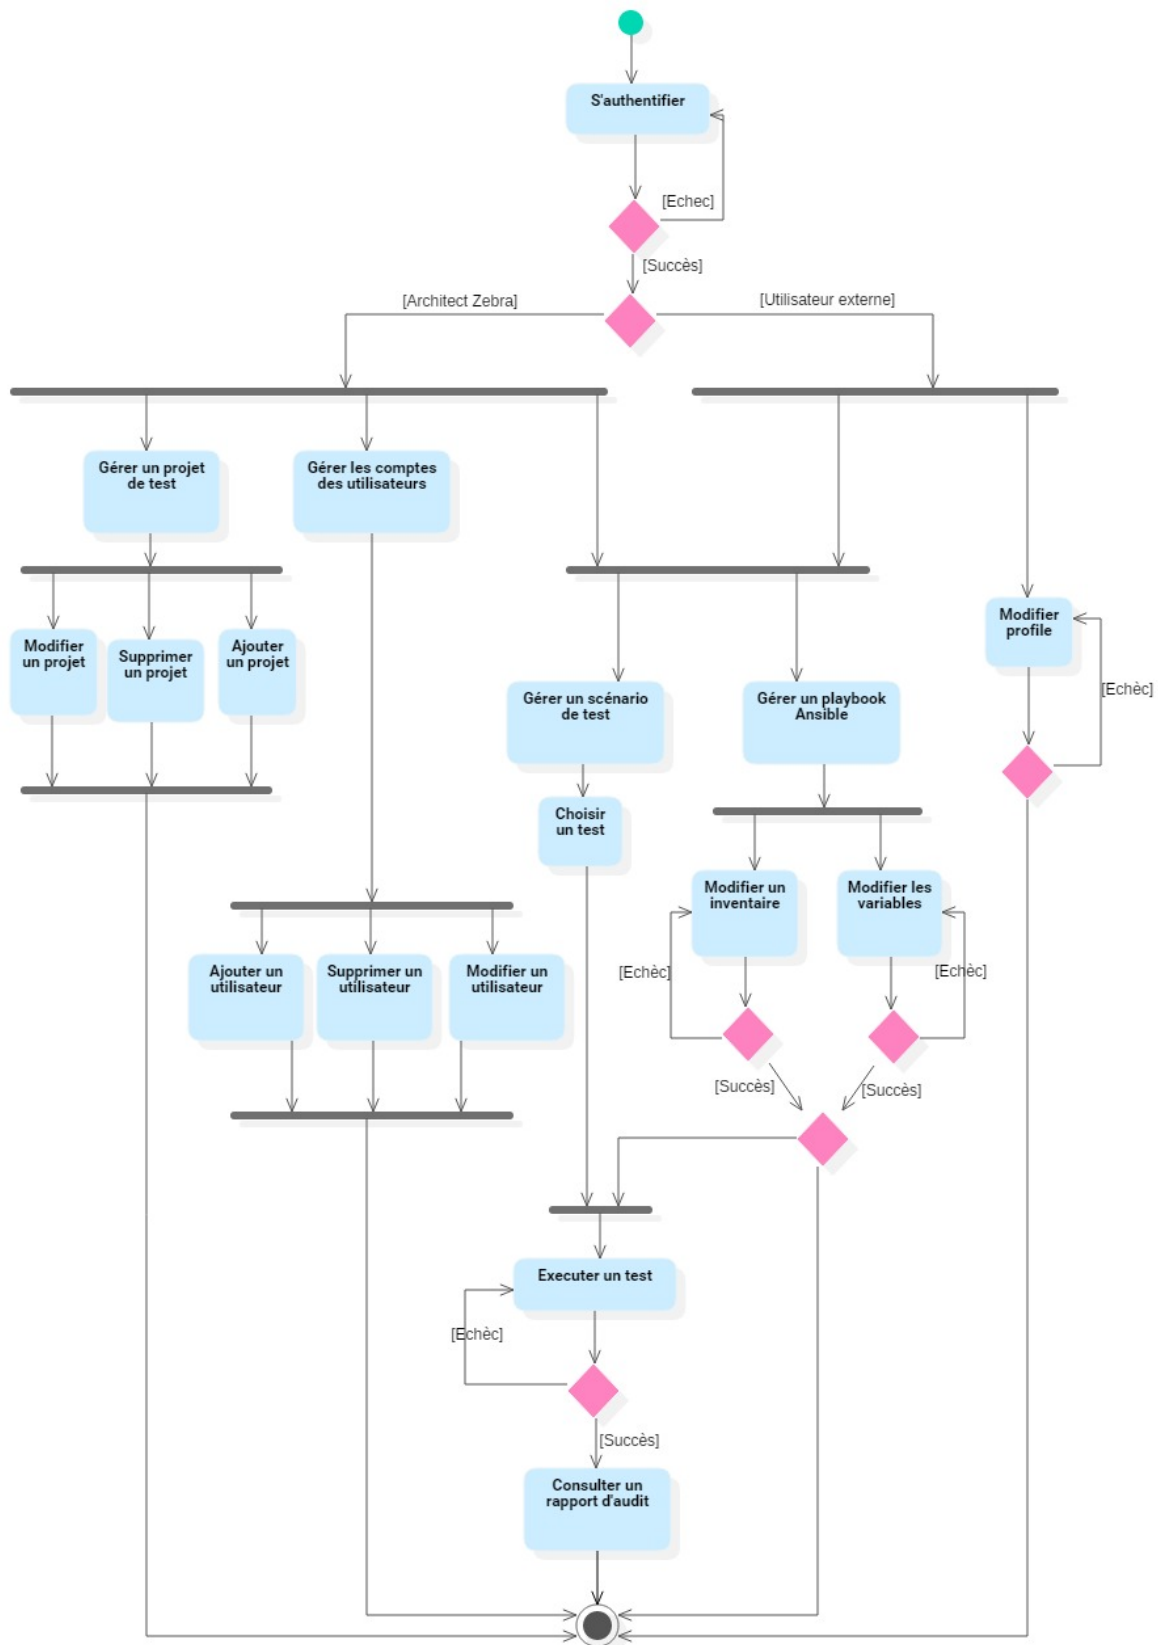 S'authentifier
[Echec]
[Succès]
[Architect Zebra]
[Utilisateur externe]
Gérer un projet
de test
Gérer les comptes
des utilisateurs
Modifier
un projet
Supprimer
un projet
Ajouter
un projet
Modifier
profile
[Echèc]
Gérer un scénario
de test
Gérer un playbook
Ansible
Choisir
un test
Modifier un
inventaire
Modifier les
variables
[Echèc]
[Echèc]
Ajouter un
utilisateur
Supprimer un
utilisateur
Modifier un
utilisateur
[Succès]
[Succès]
Executer un test
[Echèc]
[Succès]
Consulter un
rapport d'audit